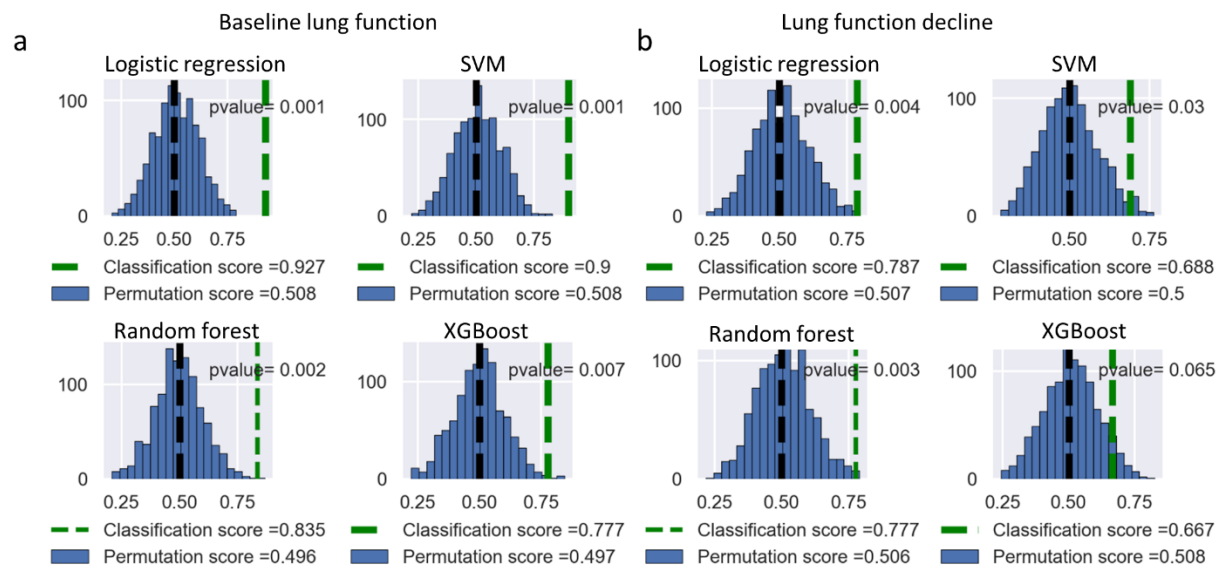 Baseline lung function
Lung function decline
a
b
Logistic regression
100
0
pvalue= 0.001
0.25 0.50 0.75
Classification score =0.927
Permutation score =0.508
SVM
100
0
pvalue= 0.001
0.25 0.50 0.75
Classification score =0.9
Permutation score =0.508
Logistic regression
100
0
pvalue= 0.004
0.25 0.50 0.75
Classification score =0.787
Permutation score =0.507
SVM
100
0
pvalue= 0.03
0.50 0.75
Classification score =0.688
Permutation score =0.5
Random forest
100
0
pvalue= 0.002
0.25 0.50 0.75
Classification score =0.835
Permutation score =0.496
XGBoost
100
0
pvalue= 0.007
0.25 0.50 0.75
Classification score =0.777
Permutation score =0.497
Random forest
100
0
pvalue= 0.003
0.25 0.50 0.75
Classification score =0.777
Permutation score =0.506
XGBoost
100
0
pvalue= 0.065
0.25 0.50 0.75
Classification score =0.667
Permutation score =0.508